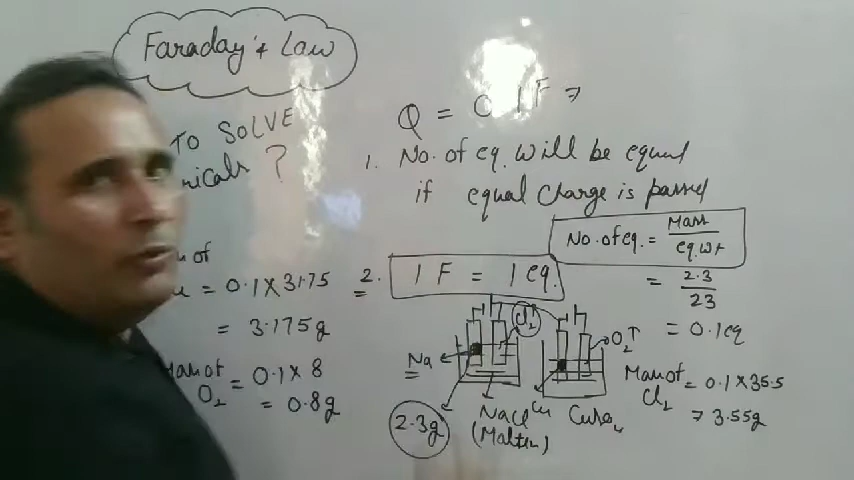 Faraday's Law
TO SOLVE
?
Q = 0.1F =
1. No. of eq. will be equal
if equal charge is passed
No. of eq. = Mass / eq. wt
= 2.3 / 23
= 0.1 eq
2. 1 F = 1 eq.
of
= 0.1 × 31.75
= 3.175g
Mass of O2 = 0.1 × 8
= 0.8g
Na
Cl2
O2↑
2.3g
NaCl
(Molten)
Cu
CuSO4
Mass of Cl2 = 0.1 × 35.5
= 3.55g